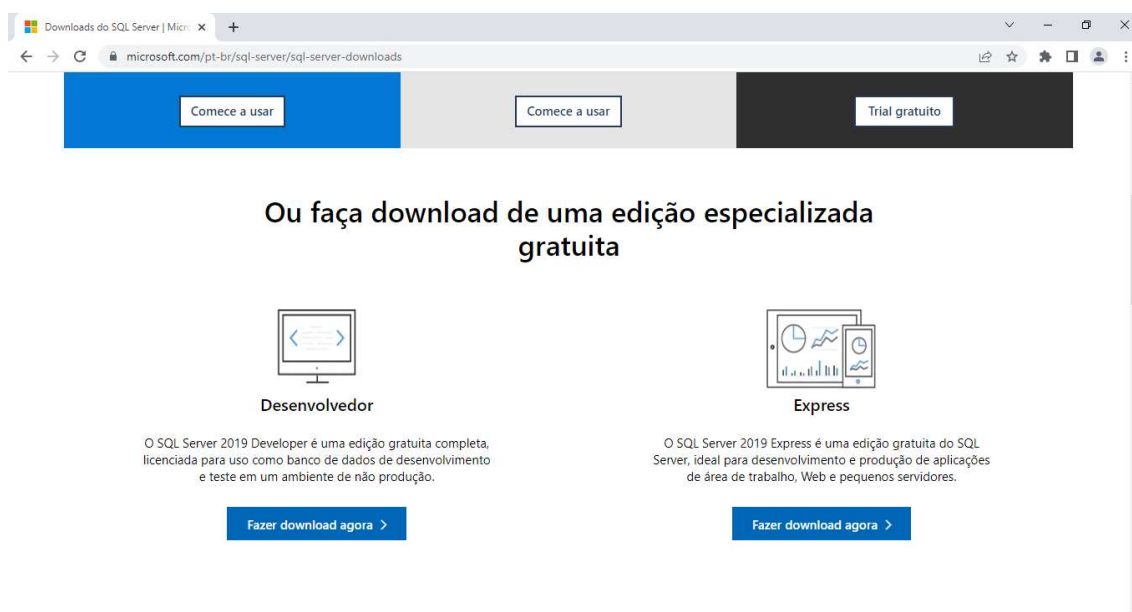 Downloads do SQL Server | Micr
microsoft.com/pt-br/sql-server/sql-server-downloads
Comece a usar
Comece a usar
Trial gratuito
Ou faça download de uma edição especializada
gratuita
Desenvolvedor
O SQL Server 2019 Developer é uma edição gratuita completa,
licenciada para uso como banco de dados de desenvolvimento
e teste em um ambiente de não produção.
Fazer download agora
Express
O SQL Server 2019 Express é uma edição gratuita do SQL
Server, ideal para desenvolvimento e produção de aplicações
de área de trabalho, Web e pequenos servidores.
Fazer download agora